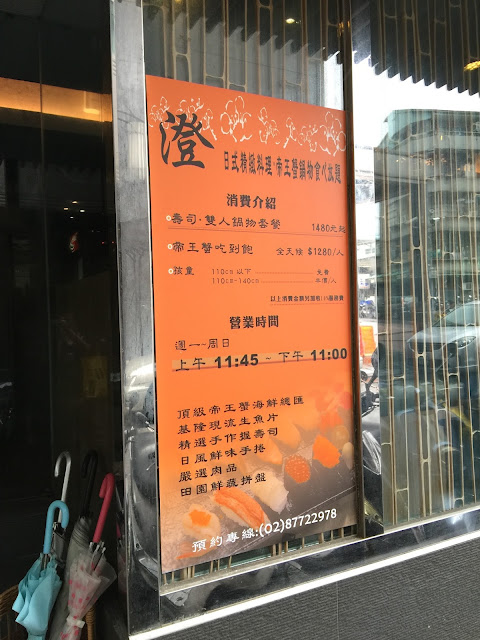 澄
日式精緻料理 帝王蟹鍋物食べ放題
消費介紹
壽司·雙人鍋物套餐 1480元起
帝王蟹吃到飽 全天候 $1280/人
孩童 110cm 以下 免費
110cm~140cm 半價/人
以上消費金額另加收10%服務費
營業時間
週一~周日
上午 11:45 ~ 下午 11:00
頂級帝王蟹海鮮總匯
基隆現流生魚片
精選手作握壽司
日風鮮味手捲
嚴選肉品
田園鮮蔬拼盤
預約專線:(02)87722978